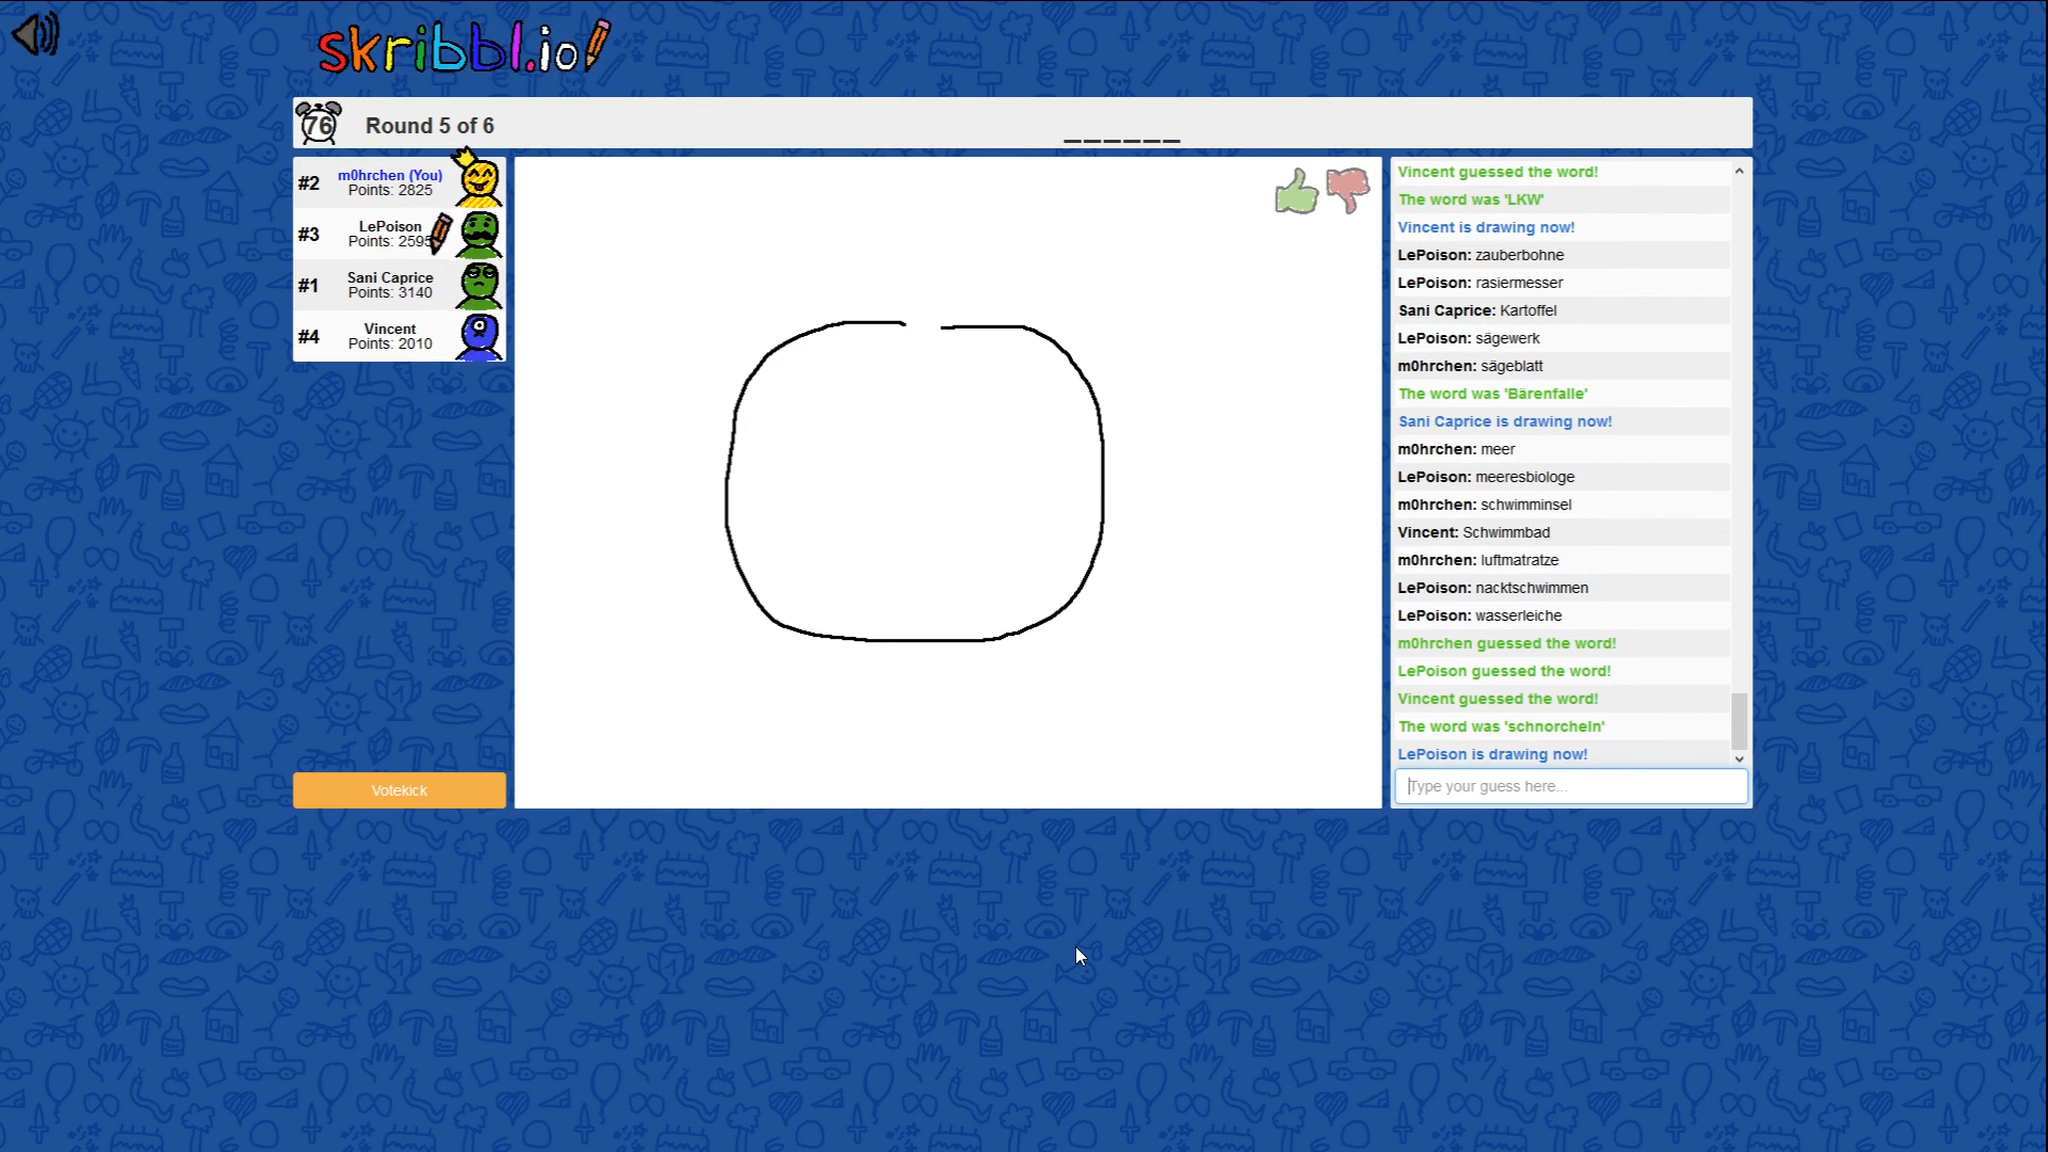 skribbl.io
76
Round 5 of 6
______
#2
m0hrchen (You)
Points: 2825
#3
LePoison
Points: 2595
#1
Sani Caprice
Points: 3140
#4
Vincent
Points: 2010
Votekick
Vincent guessed the word!
The word was 'LKW'
Vincent is drawing now!
LePoison: zauberbohne
LePoison: rasiermesser
Sani Caprice: Kartoffel
LePoison: sägewerk
m0hrchen: sägeblatt
The word was 'Bärenfalle'
Sani Caprice is drawing now!
m0hrchen: meer
LePoison: meeresbiologe
m0hrchen: schwimminsel
Vincent: Schwimmbad
m0hrchen: luftmatratze
LePoison: nacktschwimmen
LePoison: wasserleiche
m0hrchen guessed the word!
LePoison guessed the word!
Vincent guessed the word!
The word was 'schnorcheln'
LePoison is drawing now!
Type your guess here...